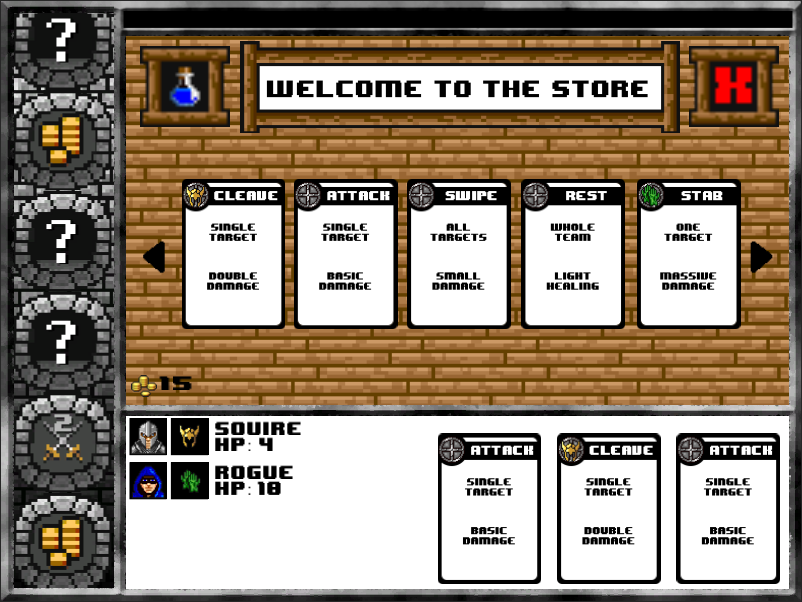 ?
?
?
2
WELCOME TO THE STORE
X
CLEAVE
SINGLE
TARGET
DOUBLE
DAMAGE
ATTACK
SINGLE
TARGET
BASIC
DAMAGE
SWIPE
ALL
TARGETS
SMALL
DAMAGE
REST
WHOLE
TEAM
LIGHT
HEALING
STAB
ONE
TARGET
MASSIVE
DAMAGE
15
SQUIRE
HP: 4
ROGUE
HP: 18
ATTACK
SINGLE
TARGET
BASIC
DAMAGE
CLEAVE
SINGLE
TARGET
DOUBLE
DAMAGE
ATTACK
SINGLE
TARGET
BASIC
DAMAGE